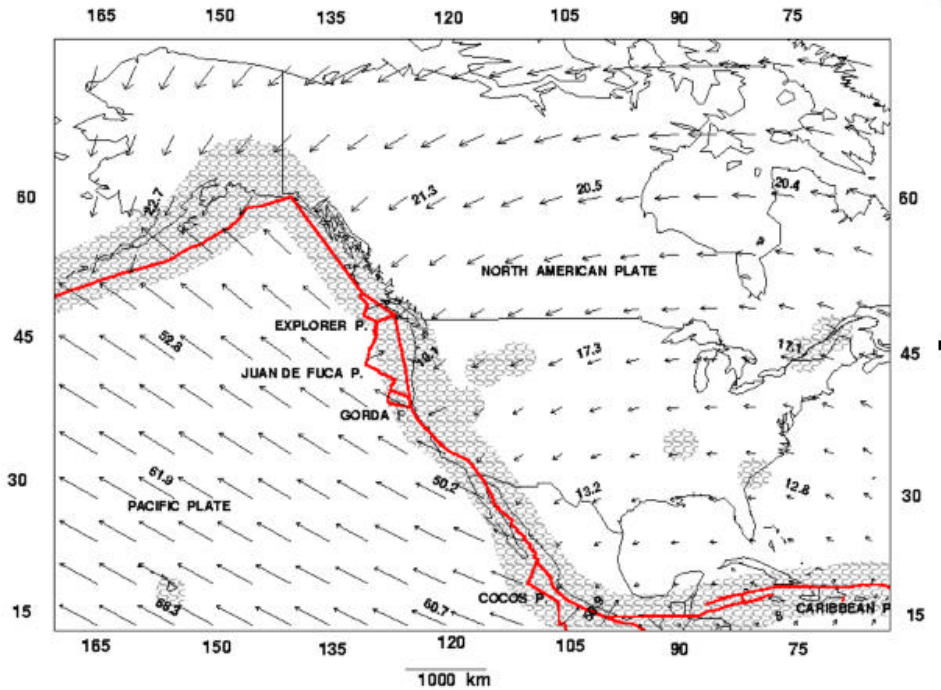 165 150 135 120 105 90 75
60 22.7 21.3 20.5 20.4 60
NORTH AMERICAN PLATE
EXPLORER P.
45 52.8 17.3 17.1 45
JUAN DE FUCA P.
GORDA P
61.9 50.2 13.2 12.8
30 30
PACIFIC PLATE
COCOS P.
CARIBBEAN P
15 60.7 15
165 150 135 120 105 90 75
1000 km